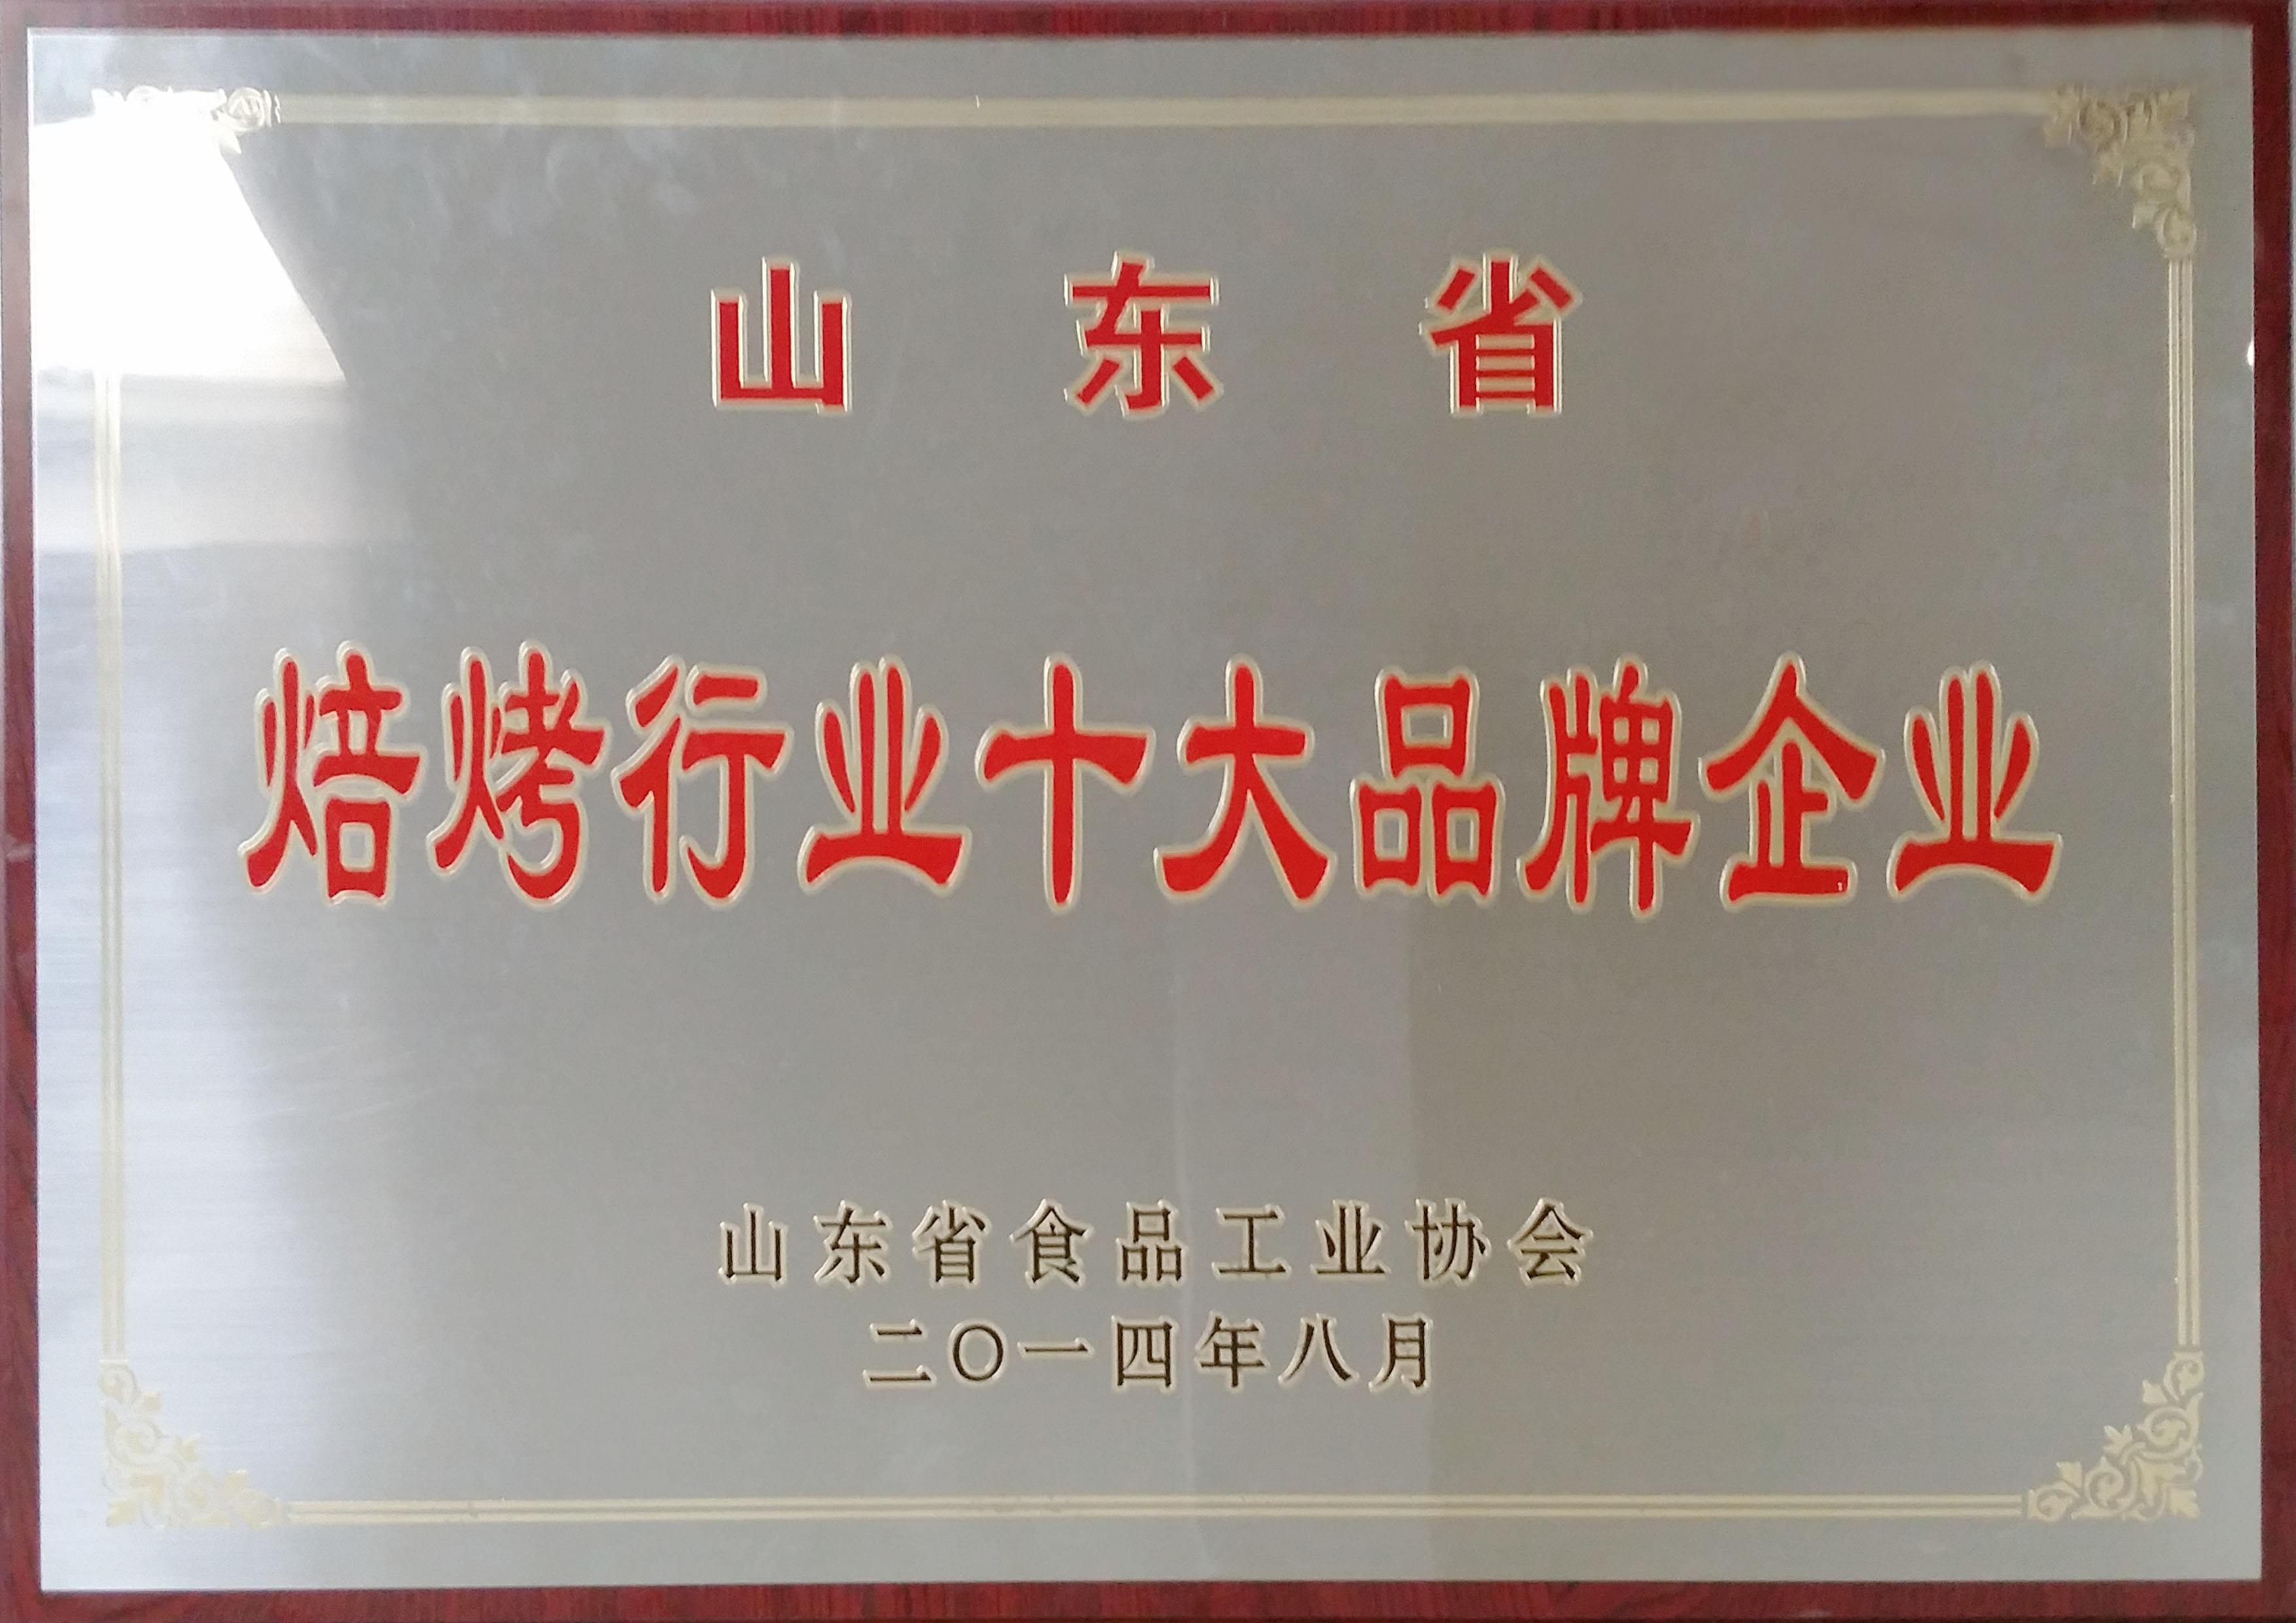 山东省
焙烤行业十大品牌企业
山东省食品工业协会
二〇一四年八月